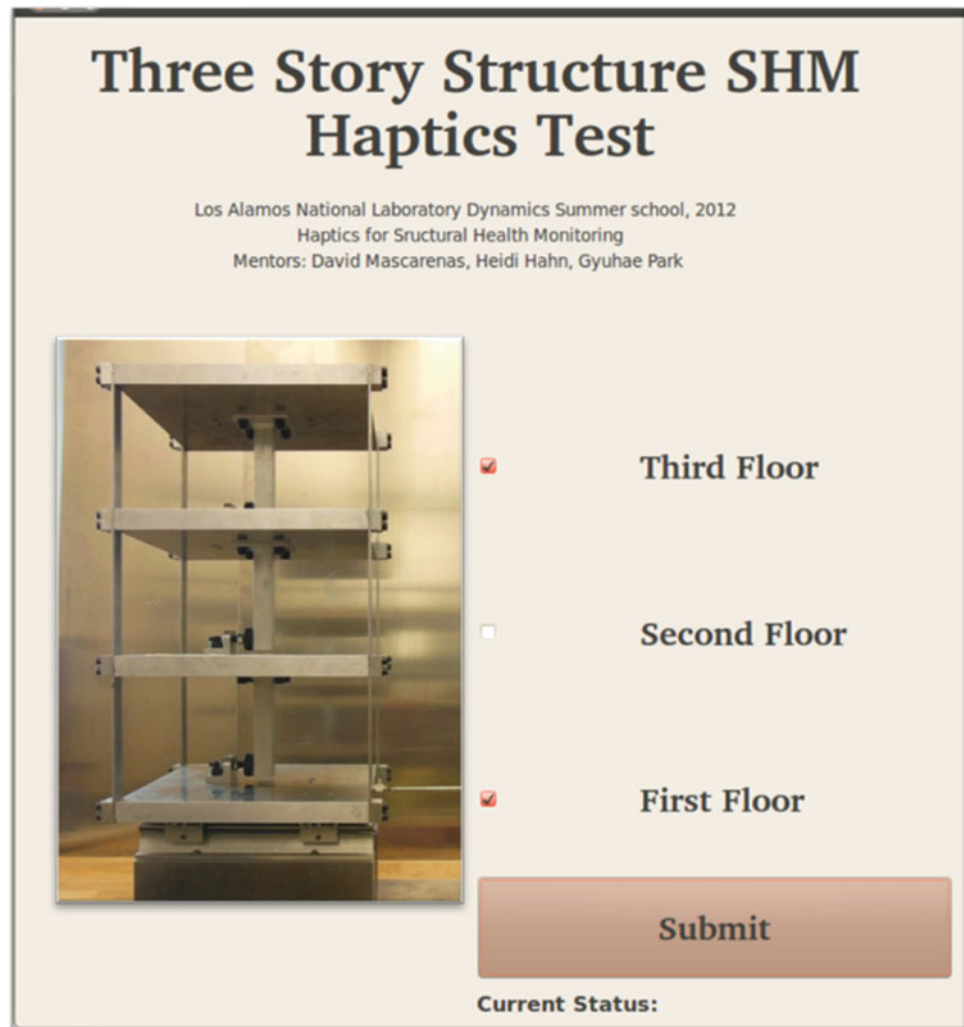 Three Story Structure SHM
Haptics Test
Los Alamos National Laboratory Dynamics Summer school, 2012
Haptics for Sructural Health Monitoring
Mentors: David Mascarenas, Heidi Hahn, Gyuhae Park
Third Floor
Second Floor
First Floor
Submit
Current Status: